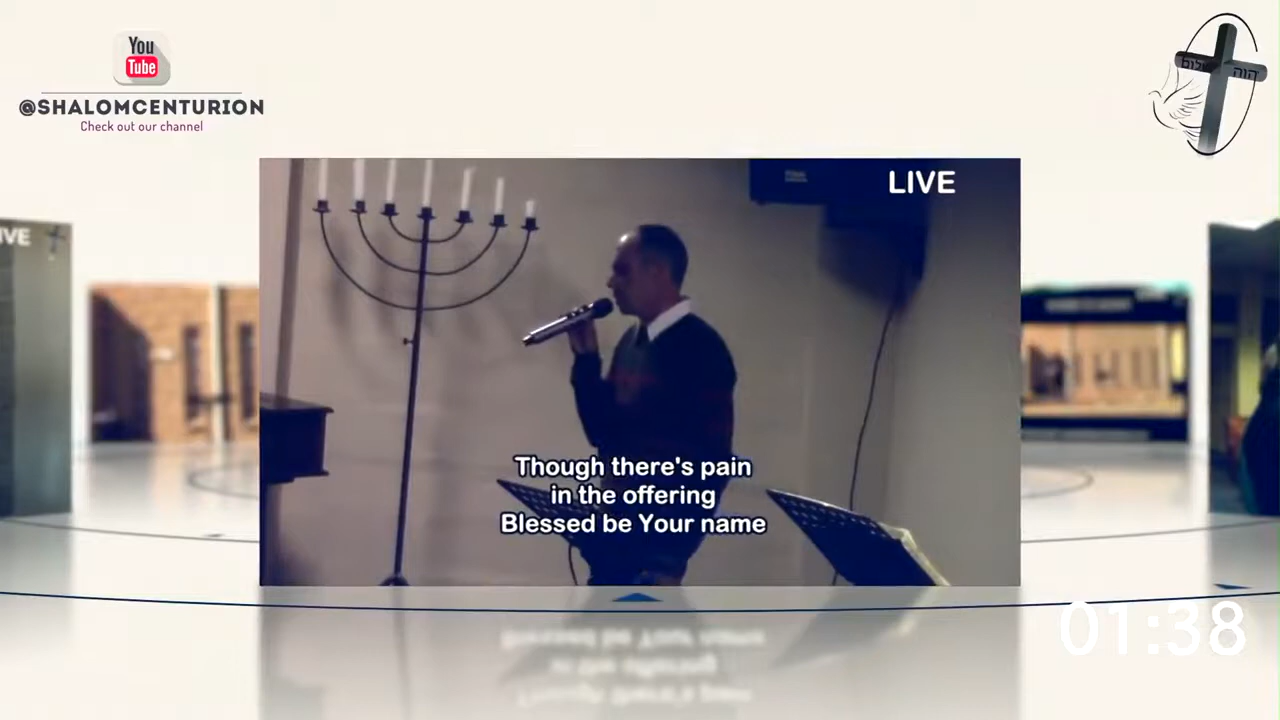 You
Tube
@SHALOMCENTURION
Check out our channel
LIVE
Though there's pain
in the offering
Blessed be Your name
01:38